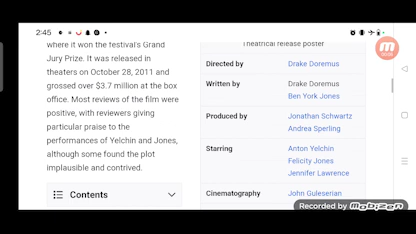 2:45
where it won the festival's Grand
Jury Prize. It was released in
theaters on October 28, 2011 and
grossed over $3.7 million at the box
office. Most reviews of the film were
positive, with reviewers giving
particular praise to the
performances of Yelchin and Jones,
although some found the plot
implausible and contrived.
Contents
Theatrical release poster
Directed by Drake Doremus
Written by Drake Doremus
Ben York Jones
Produced by Jonathan Schwartz
Andrea Sperling
Starring Anton Yelchin
Felicity Jones
Jennifer Lawrence
Cinematography John Guleserian
Recorded by Mobizen